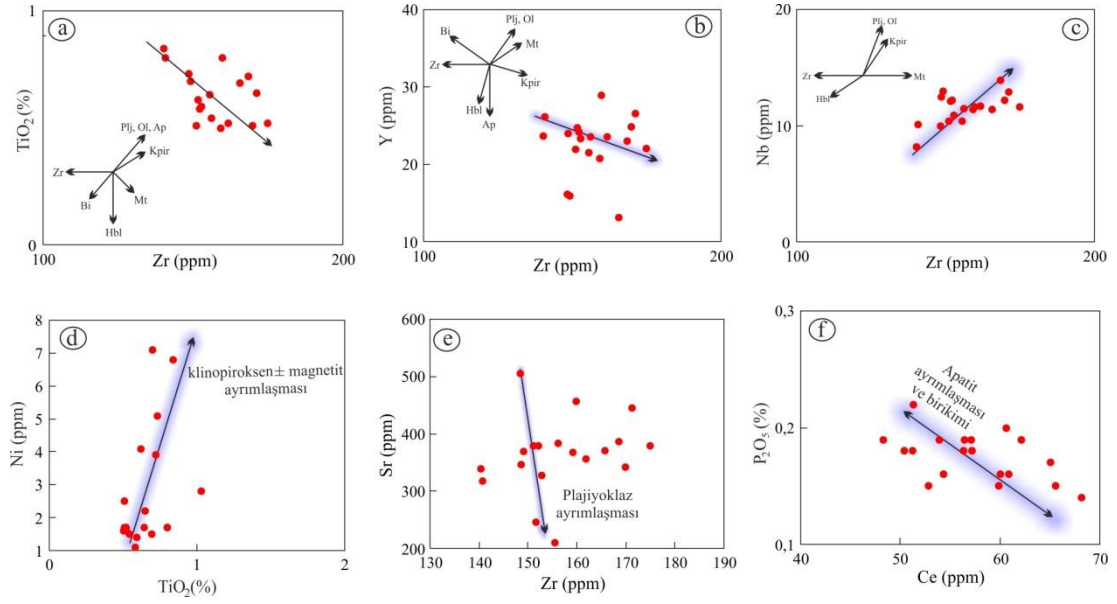 a
1
TiO2 (%)
0
Plj, Ol, Ap
Kpir
Zr
Bi
Mt
Hbl
100
200
Zr (ppm)
b
40
30
20
10
Y (ppm)
Plj, Ol
Bi
Mt
Zr
Kpir
Hbl
Ap
100
200
Zr (ppm)
c
20
15
10
5
0
Nb (ppm)
Plj, Ol
Kpir
Zr
Mt
Hbl
100
200
Zr (ppm)
d
8
7
6
5
4
3
2
1
Ni (ppm)
klinopiroksen± magnetit
ayrımlaşması
0
1
2
TiO2(%)
e
600
500
400
300
200
Sr (ppm)
Plajiyoklaz
ayrımlaşması
130
140
150
160
170
180
Zr (ppm)
f
0,3
0,2
0,1
P2O5 (%)
Apatit
ayrımlaşması
ve birikimi
40
50
60
70
Ce (ppm)